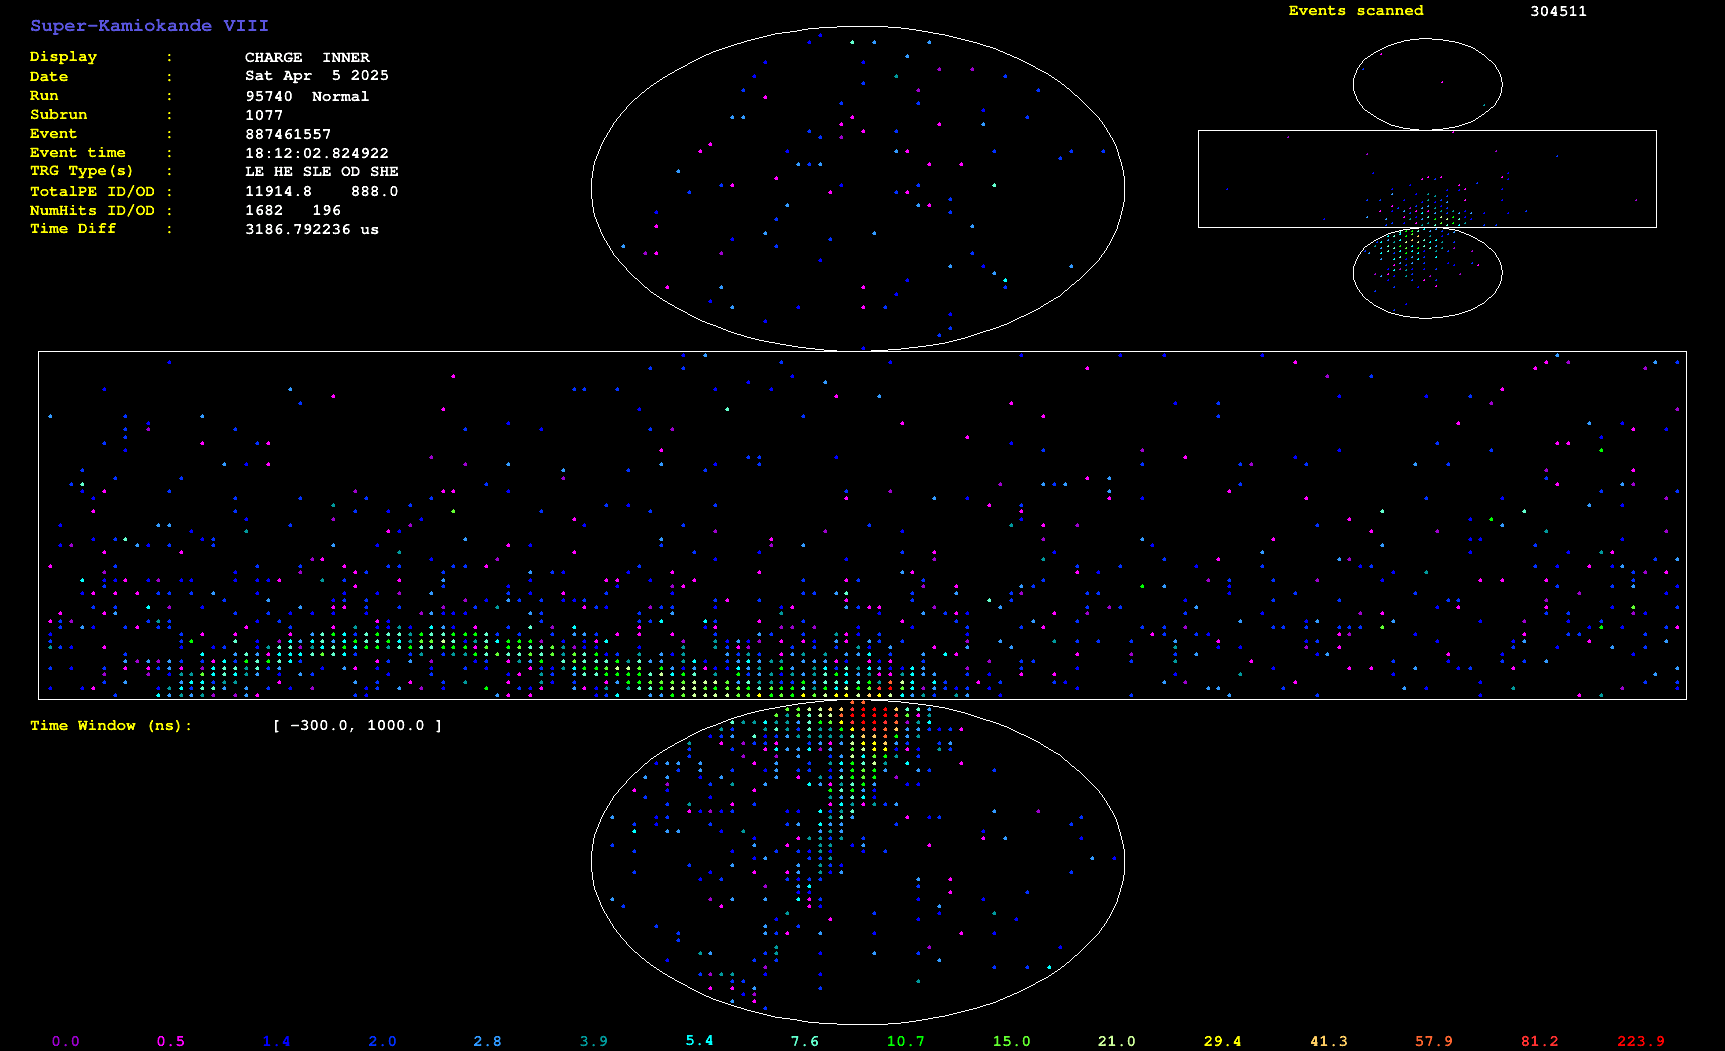 Super-Kamiokande VIII
Events scanned 304511
Display : CHARGE INNER
Date : Sat Apr 5 2025
Run : 95740 Normal
Subrun : 1077
Event : 887461557
Event time : 18:12:02.824922
TRG Type(s) : LE HE SLE OD SHE
TotalPE ID/OD : 11914.8 888.0
NumHits ID/OD : 1682 196
Time Diff : 3186.792236 us
Time Window (ns): [ -300.0, 1000.0 ]
0.0 0.5 1.4 2.0 2.8 3.9 5.4 7.6 10.7 15.0 21.0 29.4 41.3 57.9 81.2 223.9